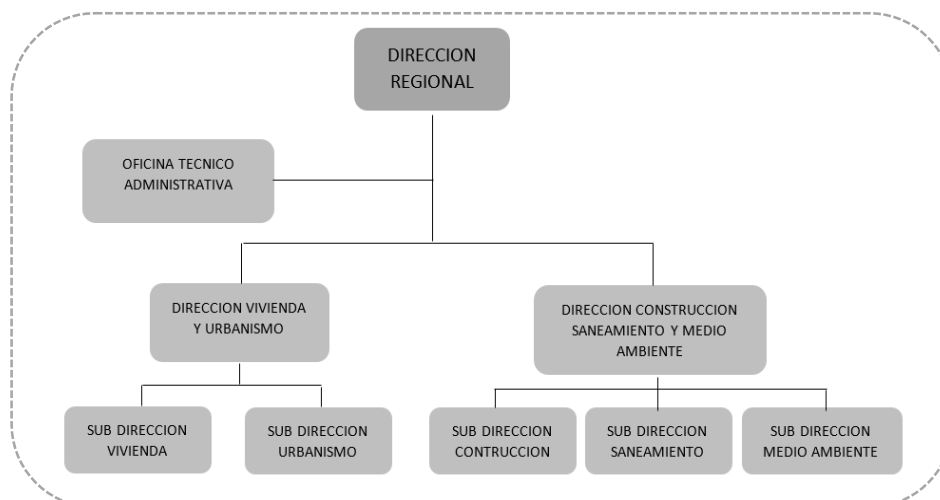 DIRECCION
REGIONAL
OFICINA TECNICO
ADMINISTRATIVA
DIRECCION VIVIENDA
Y URBANISMO
DIRECCION CONSTRUCCION
SANEAMIENTO Y MEDIO
AMBIENTE
SUB DIRECCION
VIVIENDA
SUB DIRECCION
URBANISMO
SUB DIRECCION
CONTRUCCION
SUB DIRECCION
SANEAMIENTO
SUB DIRECCION
MEDIO AMBIENTE